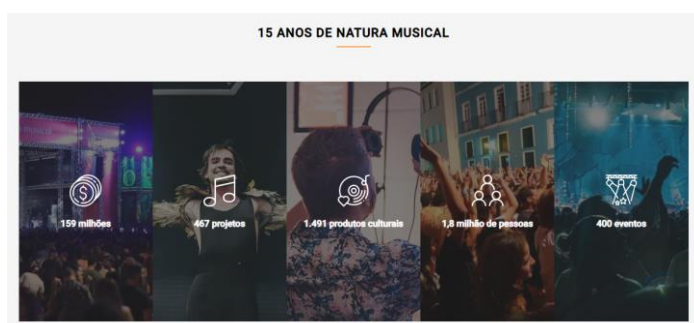 15 ANOS DE NATURA MUSICAL
159 milhões
467 projetos
1.491 produtos culturais
1,8 milhão de pessoas
400 eventos